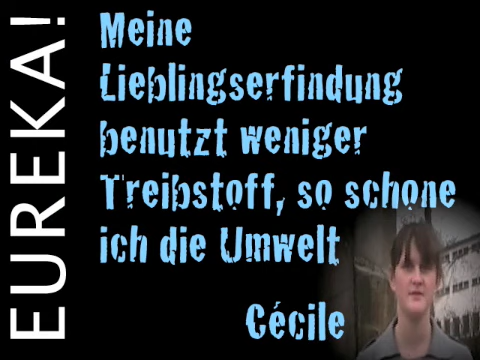 EUREKA!
Meine
Lieblingserfindung
benutzt weniger
Treibstoff, so schone
ich die Umwelt
Cécile